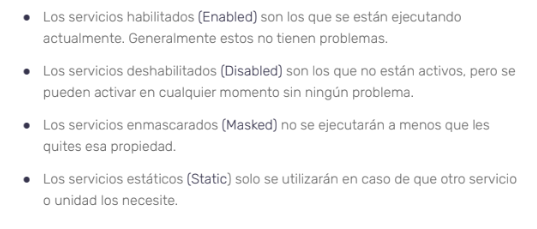 • Los servicios habilitados (Enabled) son los que se están ejecutando
actualmente. Generalmente estos no tienen problemas.
• Los servicios deshabilitados (Disabled) son los que no están activos, pero se
pueden activar en cualquier momento sin ningún problema.
• Los servicios enmascarados (Masked) no se ejecutarán a menos que les
quites esa propiedad.
• Los servicios estáticos (Static) solo se utilizarán en caso de que otro servicio
o unidad los necesite.